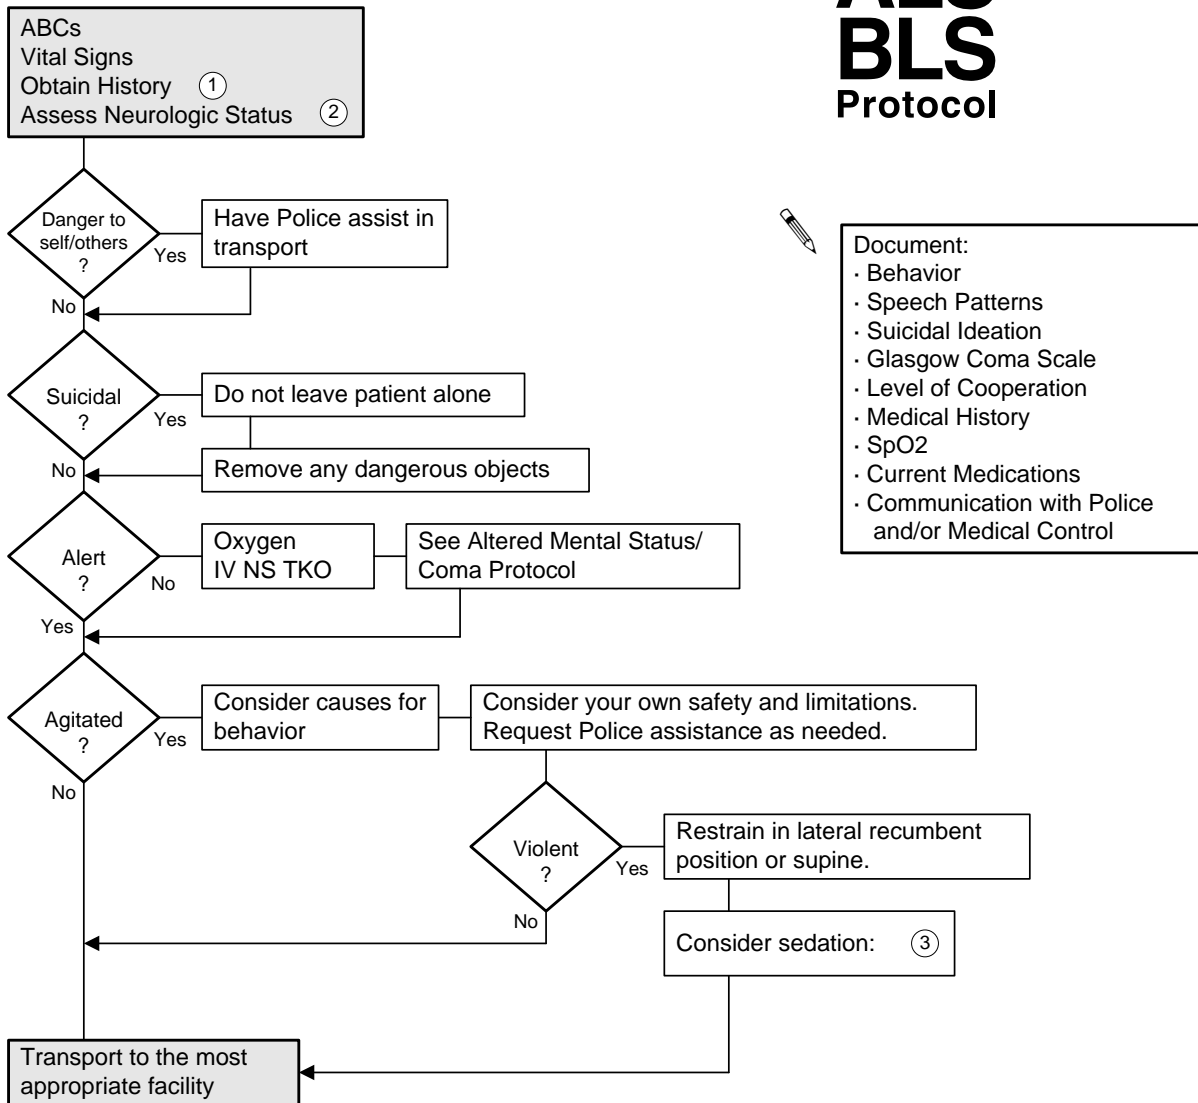 ABCs
Vital Signs
Obtain History 1
Assess Neurologic Status 2
BLS
Protocol
Danger to
self/others
?
Yes
No
Have Police assist in
transport
Document:
· Behavior
· Speech Patterns
· Suicidal Ideation
· Glasgow Coma Scale
· Level of Cooperation
· Medical History
· SpO2
· Current Medications
· Communication with Police
and/or Medical Control
Suicidal
?
Yes
No
Do not leave patient alone
Remove any dangerous objects
Alert
?
No
Yes
Oxygen
IV NS TKO
See Altered Mental Status/
Coma Protocol
Agitated
?
Yes
No
Consider causes for
behavior
Consider your own safety and limitations.
Request Police assistance as needed.
Violent
?
Yes
No
Restrain in lateral recumbent
position or supine.
Consider sedation: 3
Transport to the most
appropriate facility